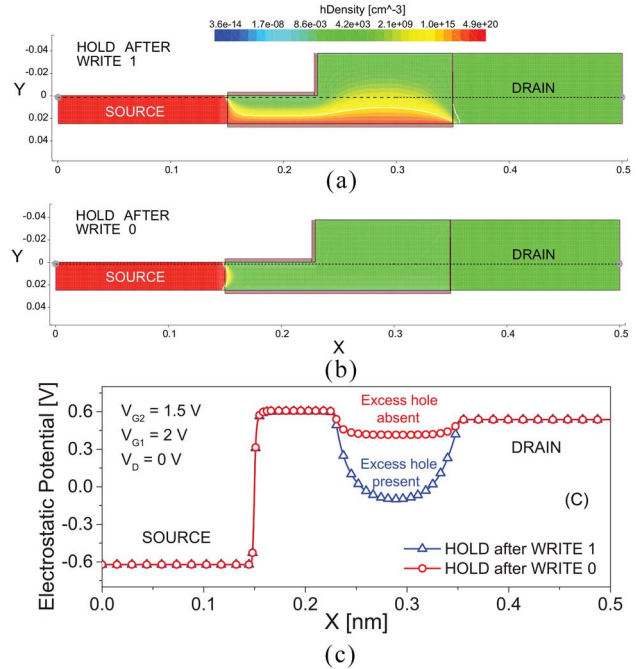 hDensity [cm^-3]
3.6e-14 1.7e-08 8.6e-03 4.2e+03 2.1e+09 1.0e+15 4.9e+20
HOLD AFTER
WRITE 1
-0.04
-0.02
Y 0
0.02
0.04
SOURCE
DRAIN
0 0.1 0.2 0.3 0.4 0.5
(a)
HOLD AFTER
WRITE 0
-0.04
-0.02
Y 0
0.02
0.04
SOURCE
DRAIN
0 0.1 0.2 0.3 0.4 0.5
X
(b)
Electrostatic Potential [V]
0.6
0.3
0.0
-0.3
-0.6
VG2 = 1.5 V
VG1 = 2 V
VD = 0 V
Excess hole
absent
Excess hole
present
SOURCE
DRAIN
(C)
HOLD after WRITE 1
HOLD after WRITE 0
0.0 0.1 0.2 0.3 0.4 0.5
X [nm]
(c)